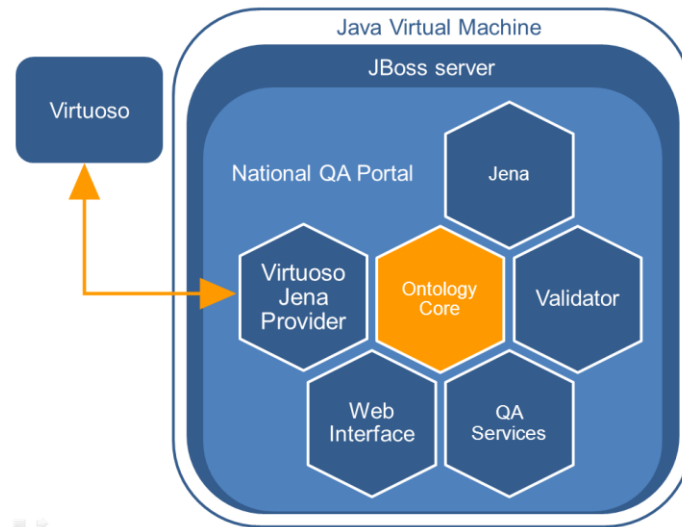 Java Virtual Machine
JBoss server
Virtuoso
National QA Portal
Jena
Virtuoso
Jena
Provider
Ontology
Core
Validator
Web
Interface
QA
Services